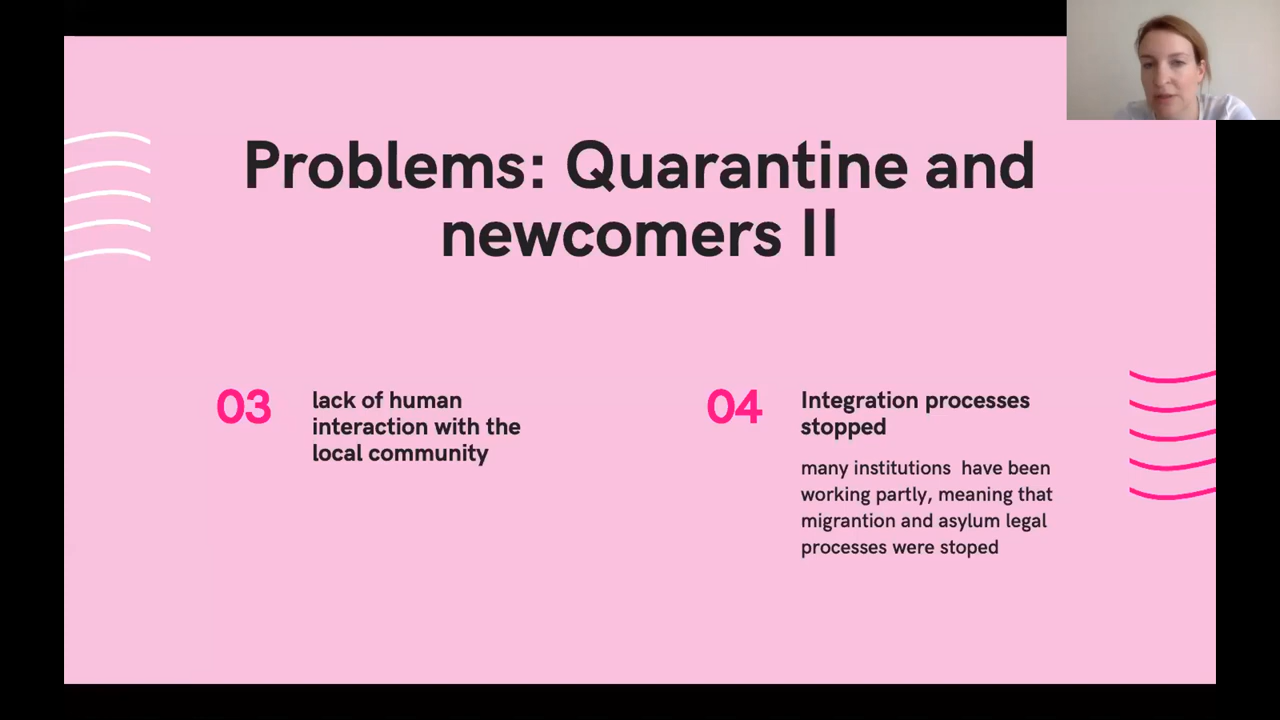 Problems: Quarantine and
newcomers II
03
lack of human
interaction with the
local community
04
Integration processes
stopped
many institutions  have been
working partly, meaning that
migrantion and asylum legal
processes were stoped